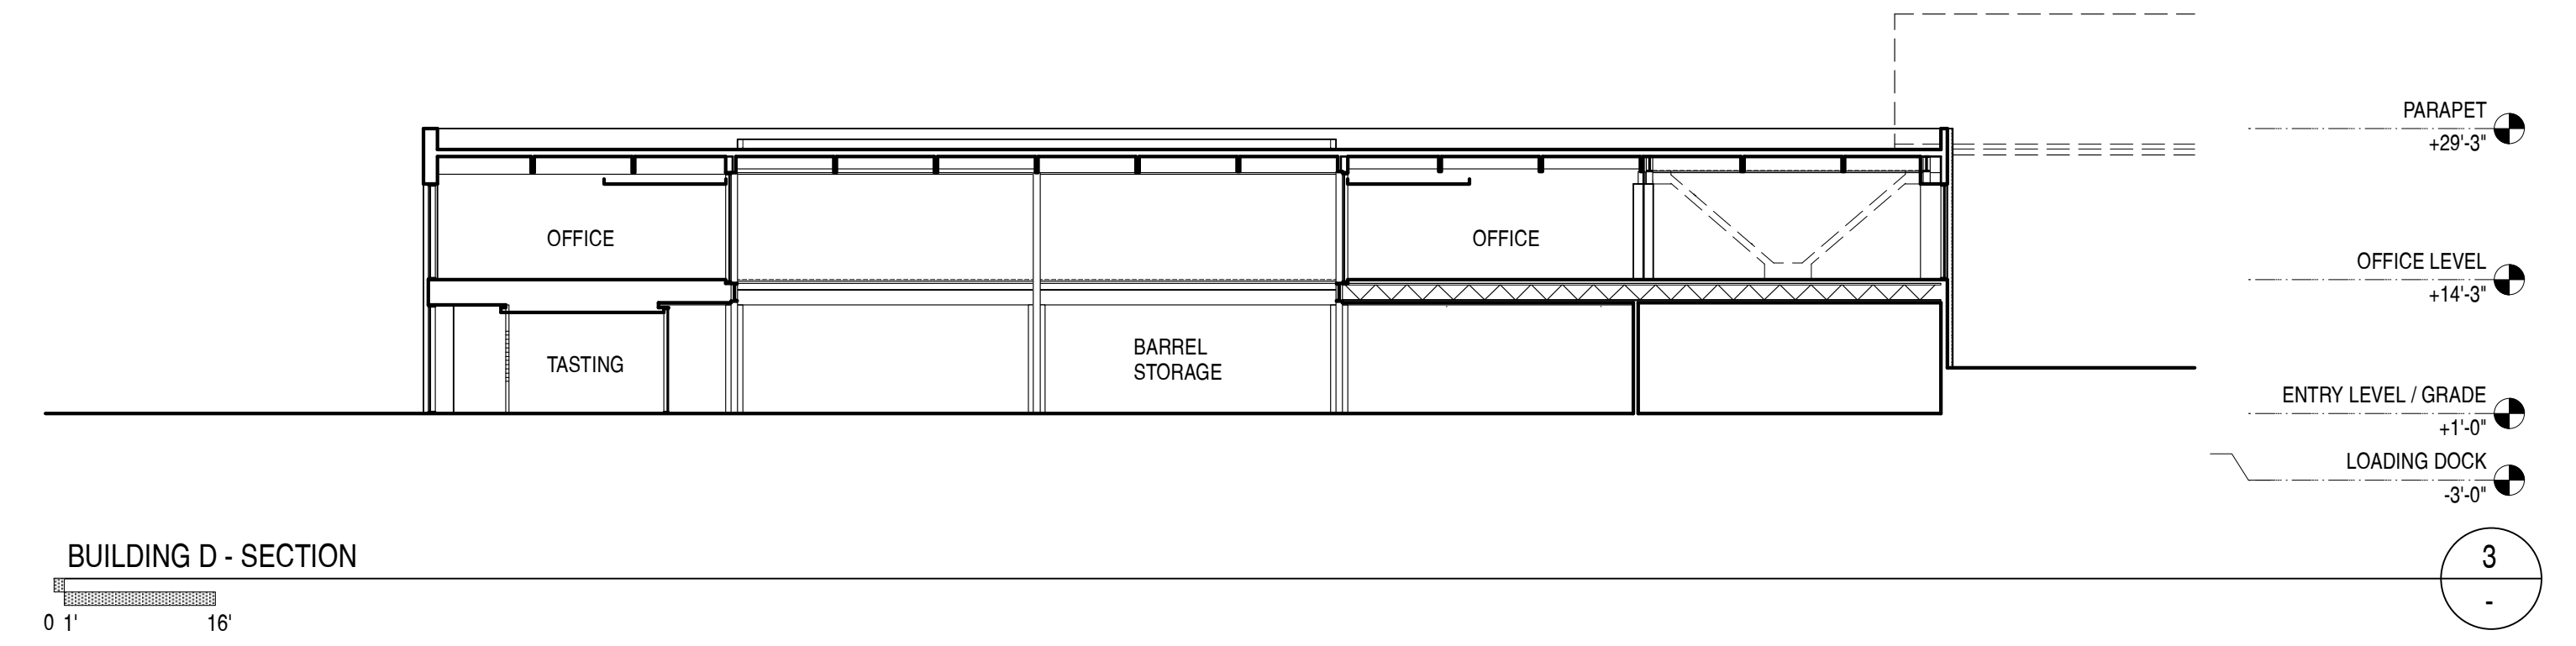 PARAPET
+29'-3"
OFFICE
OFFICE
OFFICE LEVEL
+14'-3"
TASTING
BARREL
STORAGE
ENTRY LEVEL / GRADE
+1'-0"
LOADING DOCK
-3'-0"
BUILDING D - SECTION
3
-
0 1' 16'